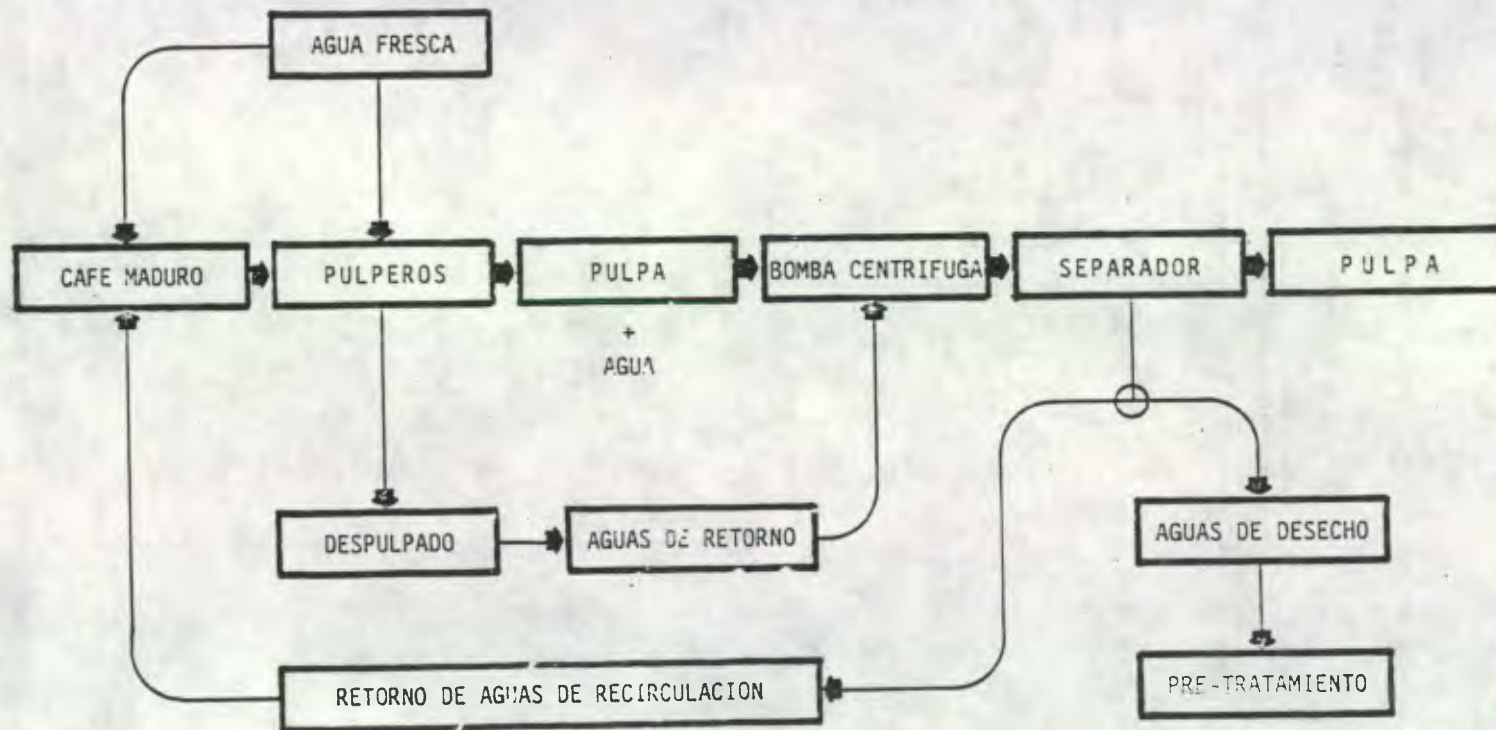 AGUA FRESCA
CAFE MADURO
PULPEROS
PULPA
BOMBA CENTRIFUGA
SEPARADOR
PULPA
+
AGUA
DESPULPADO
AGUAS DE RETORNO
AGUAS DE DESECHO
RETORNO DE AGUAS DE RECIRCULACION
PRE-TRATAMIENTO